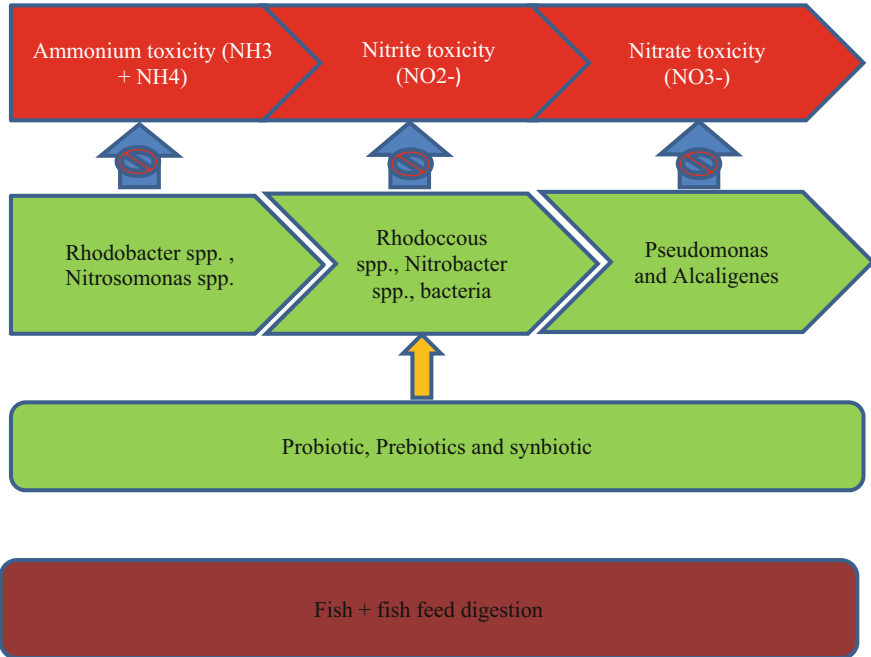 Ammonium toxicity (NH3
+ NH4)
Nitrite toxicity
(NO2-)
Nitrate toxicity
(NO3-)
Rhodobacter spp. ,
Nitrosomonas spp.
Rhodoccous
spp., Nitrobacter
spp., bacteria
Pseudomonas
and Alcaligenes
Probiotic, Prebiotics and synbiotic
Fish + fish feed digestion